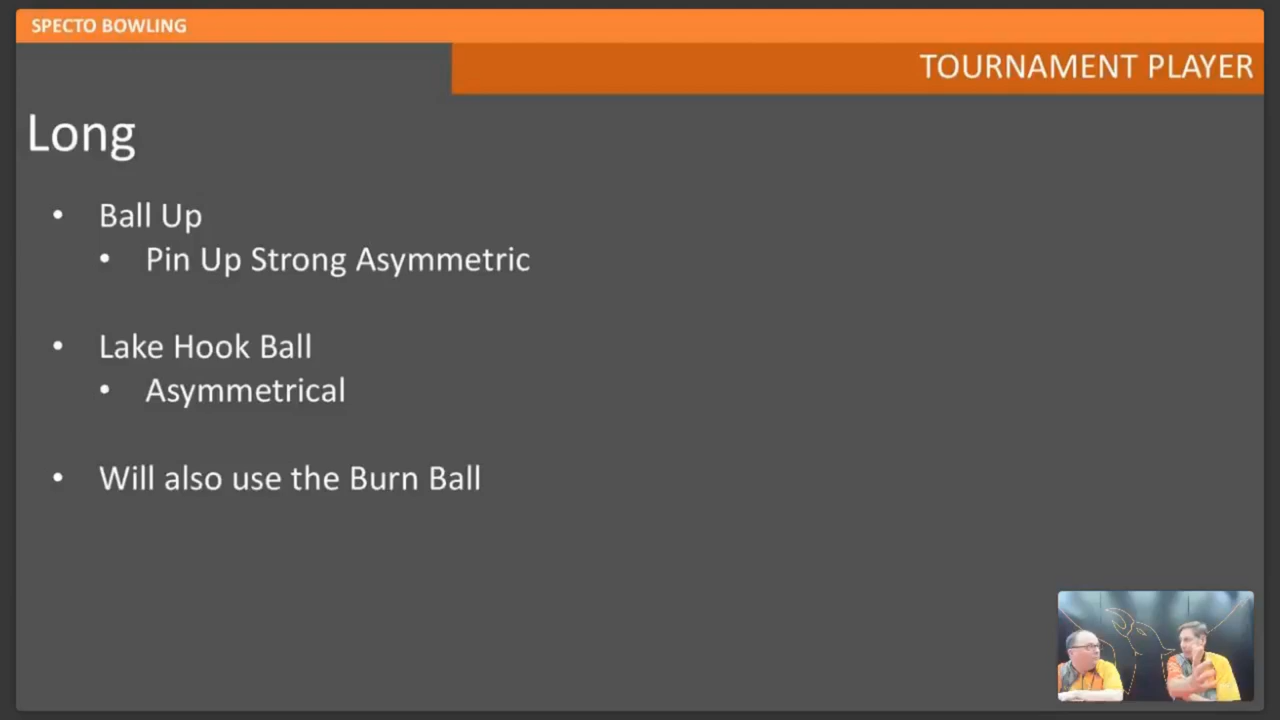 SPECTO BOWLING
TOURNAMENT PLAYER
Long
• Ball Up
• Pin Up Strong Asymmetric
• Lake Hook Ball
• Asymmetrical
• Will also use the Burn Ball